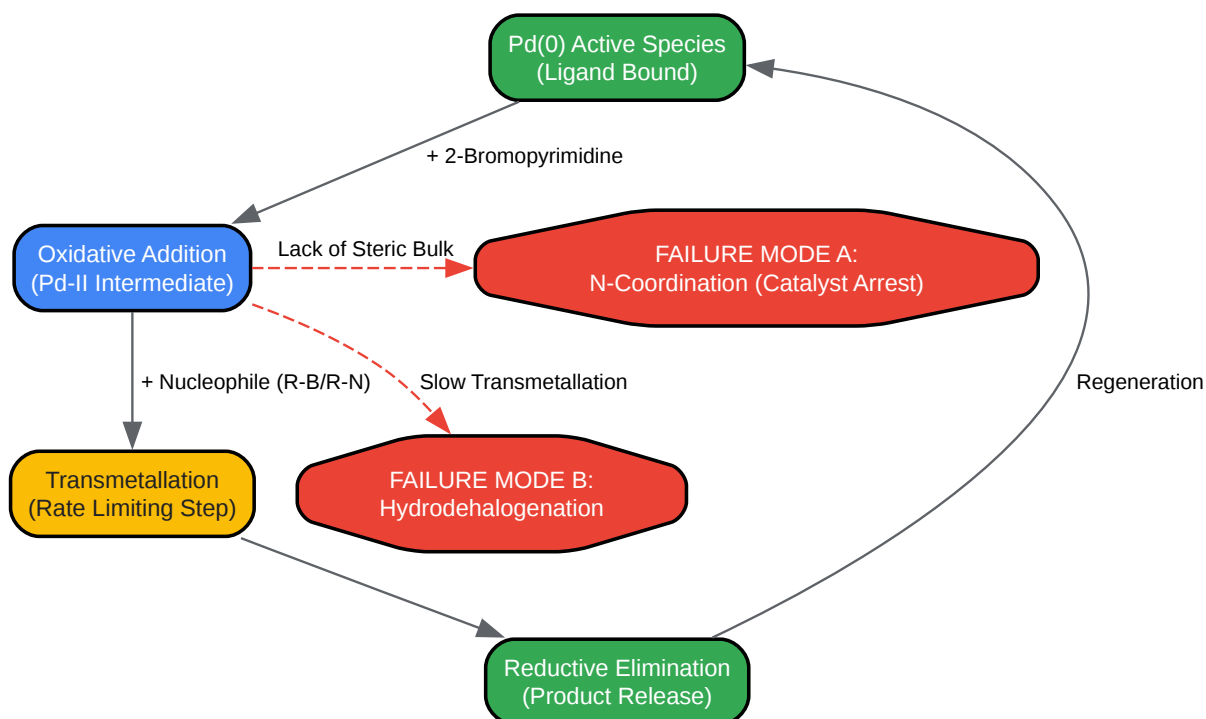 Pd(0) Active Species
(Ligand Bound)
+ 2-Bromopyrimidine
Oxidative Addition
(Pd-II Intermediate)
Lack of Steric Bulk
FAILURE MODE A:
N-Coordination (Catalyst Arrest)
+ Nucleophile (R-B/R-N)
Slow Transmetallation
Regeneration
Transmetallation
(Rate Limiting Step)
FAILURE MODE B:
Hydrodehalogenation
Reductive Elimination
(Product Release)